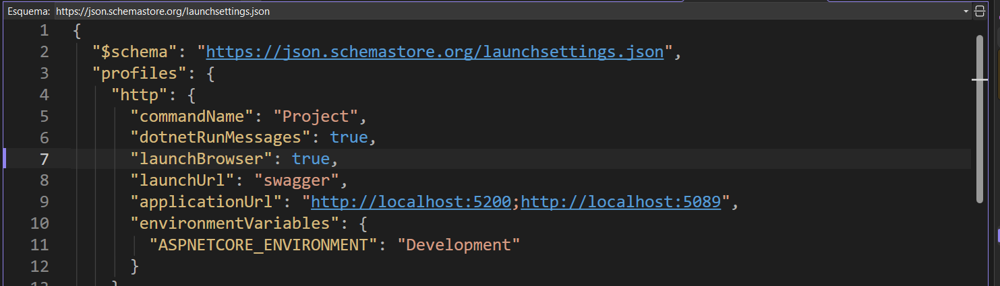 Esquema: https://json.schemastore.org/launchsettings.json
1 {
2 "$schema": "https://json.schemastore.org/launchsettings.json",
3 "profiles": {
4 "http": {
5 "commandName": "Project",
6 "dotnetRunMessages": true,
7 "launchBrowser": true,
8 "launchUrl": "swagger",
9 "applicationUrl": "http://localhost:5200;http://localhost:5089",
10 "environmentVariables": {
11 "ASPNETCORE_ENVIRONMENT": "Development"
12 }
13 }